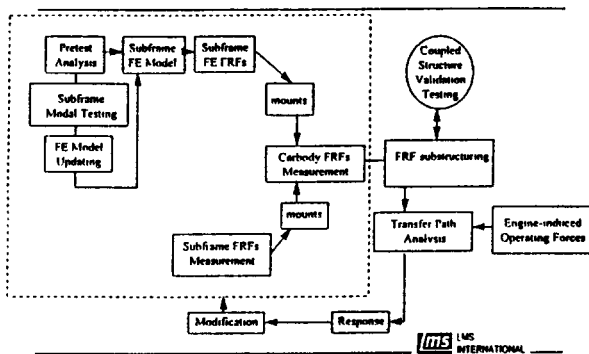 Pretest
Analysis
Subframe
FE Model
Subframe
FE FRFs
Coupled
Structure
Validation
Testing
Subframe
Modal Testing
mounts
FE Model
Updating
Carbody FRFs
Measurement
FRF substructuring
mounts
Subframe FRFs
Measurement
Transfer Path
Analysis
Engine-induced
Operating Forces
Modification
Response
lms
LMS
INTERNATIONAL